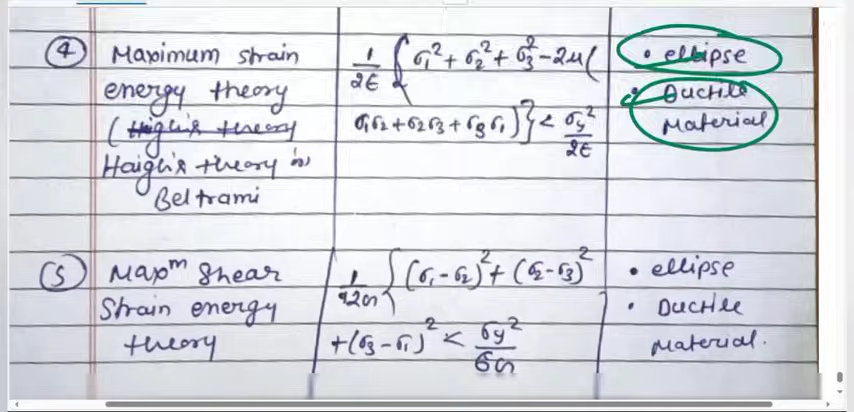 ④ Maximum strain
energy theory
(H̶i̶g̶l̶i̶'̶s̶ t̶h̶e̶o̶r̶y̶
Haigh's theory or
Beltrami
1/2E {σ₁² + σ₂² + σ₃² - 2μ(
σ₁σ₂ + σ₂σ₃ + σ₃σ₁)} < σy²/2E
• ellipse
• Ductile
Material
⑤ Maxᵐ Shear
Strain energy
theory
1/12G {(σ₁ - σ₂)² + (σ₂ - σ₃)²
+ (σ₃ - σ₁)² < σy²/6G
• ellipse
• Ductile
Material.